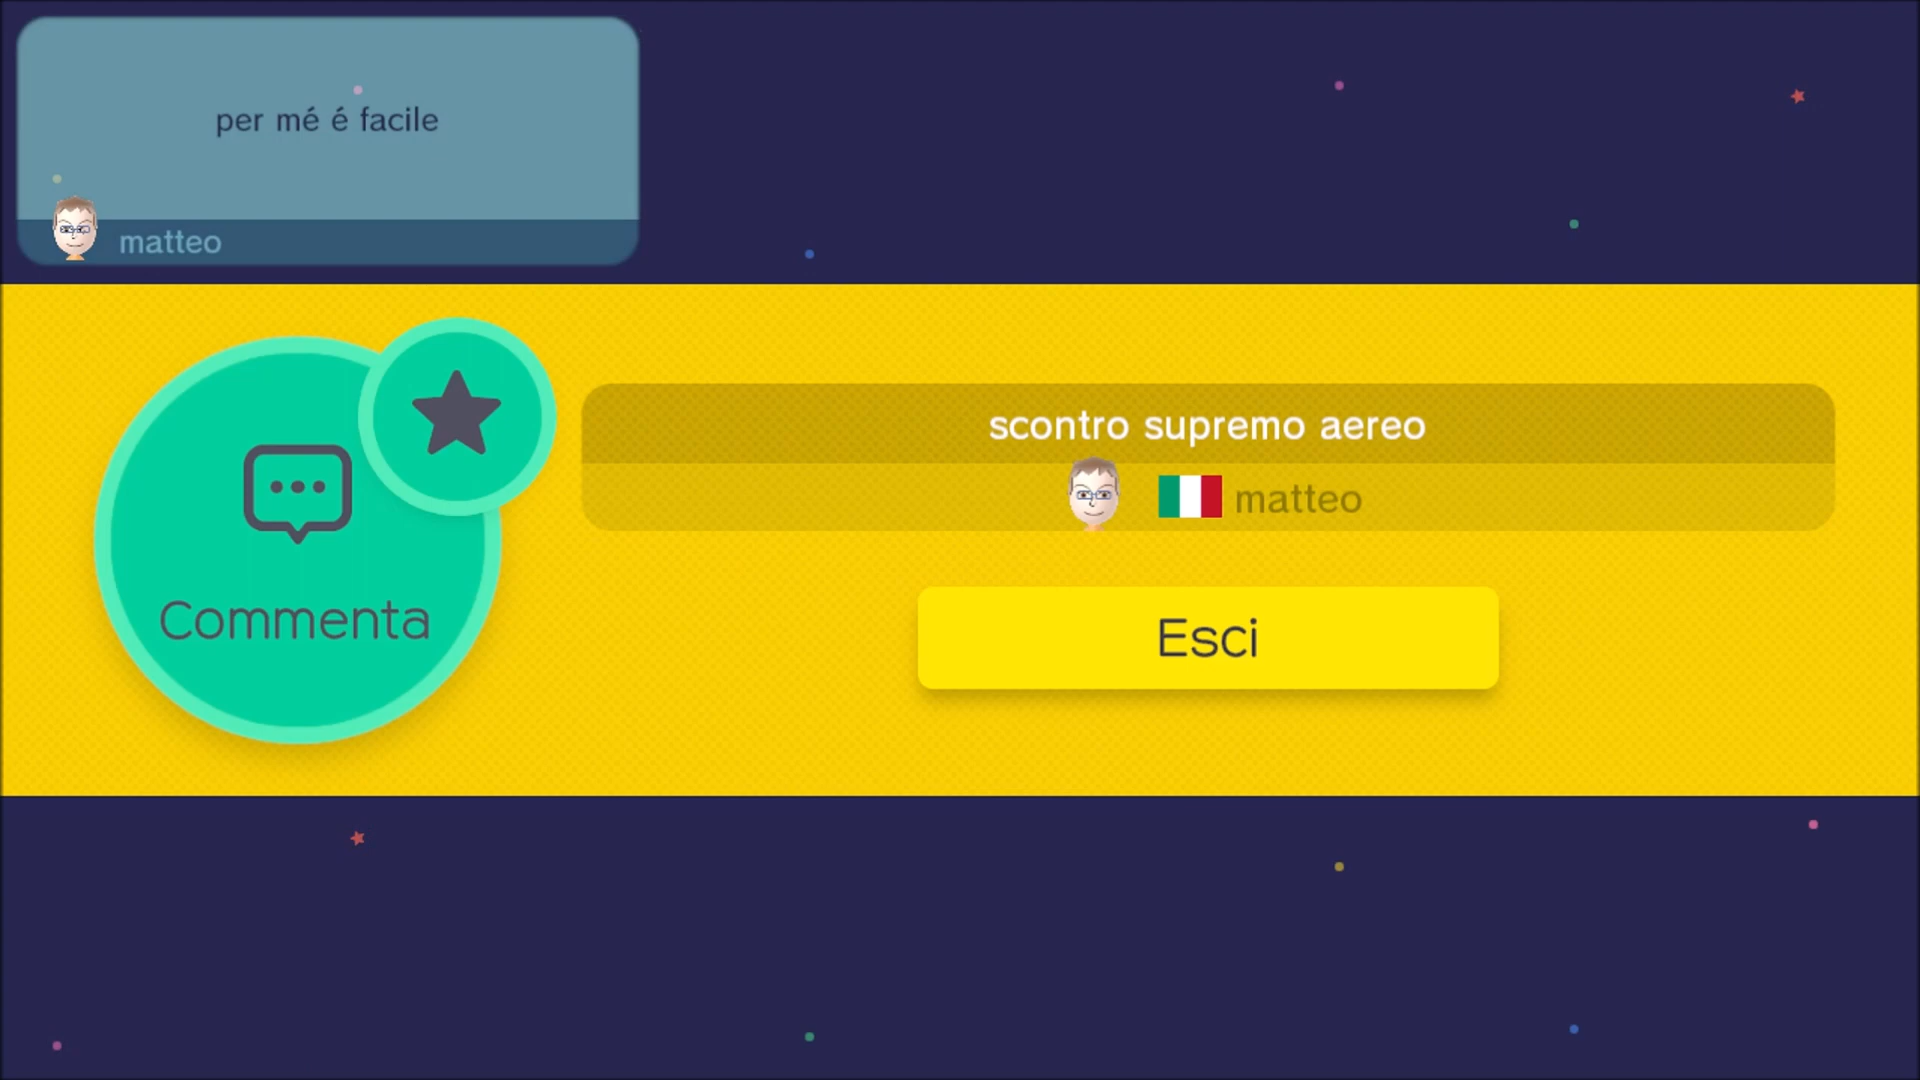 per mé é facile
matteo
scontro supremo aereo
matteo
Commenta
Esci